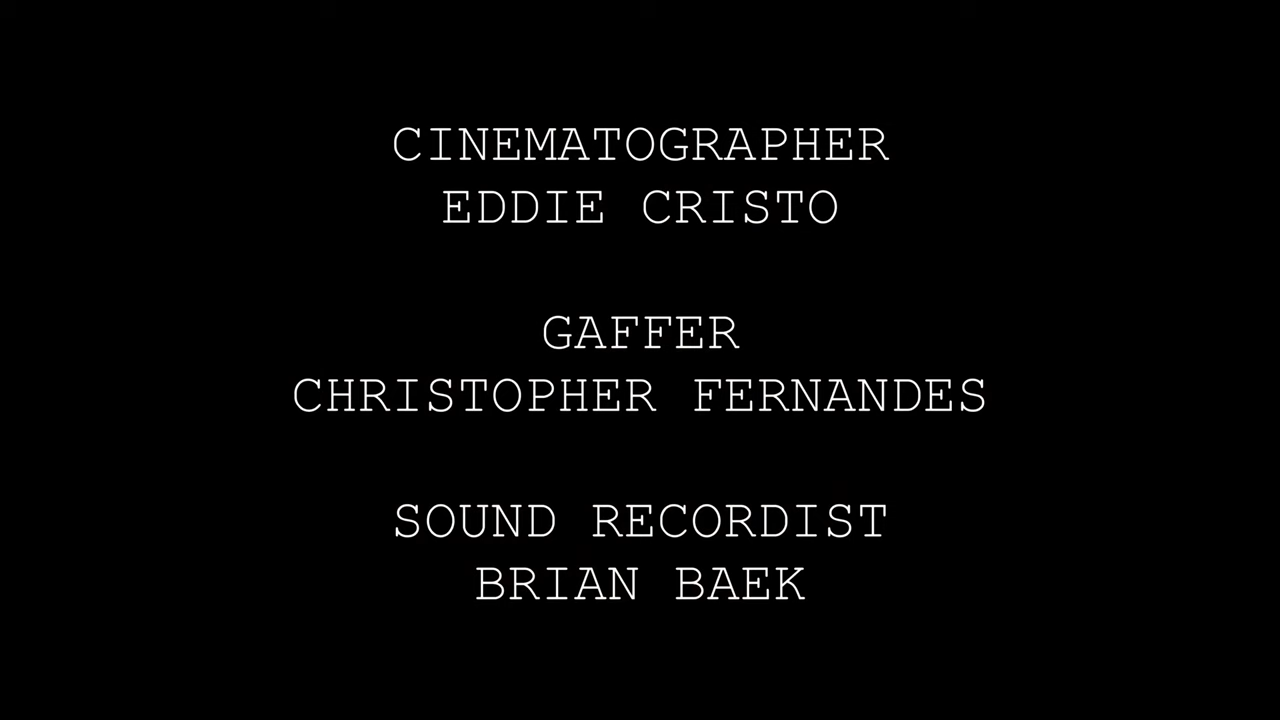 CINEMATOGRAPHER
EDDIE CRISTO
GAFFER
CHRISTOPHER FERNANDES
SOUND RECORDIST
BRIAN BAEK